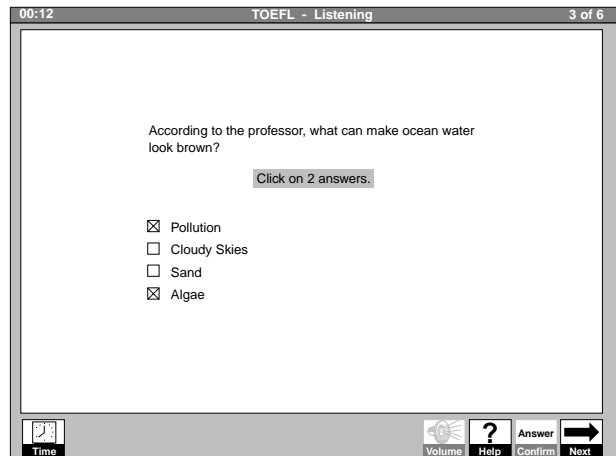 00:12 TOEFL - Listening 3 of 6
According to the professor, what can make ocean water
look brown?
Click on 2 answers.
Pollution
Cloudy Skies
Sand
Algae
Time
Volume
? Help
Answer Confirm
Next